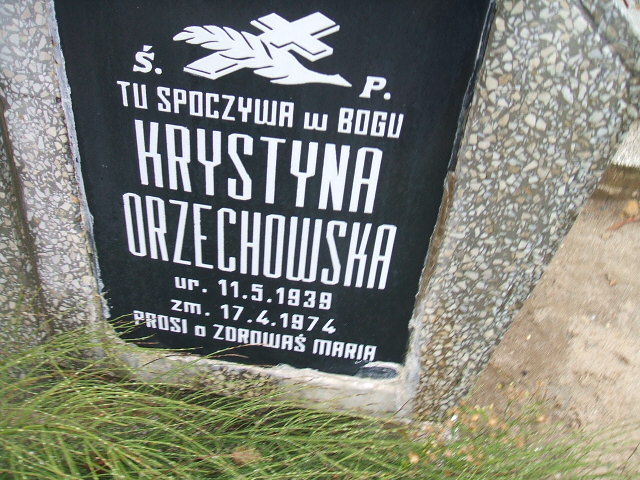 Ś. P.
TU SPOCZYWA w BOGU
KRYSTYNA
ORZECHOWSKA
ur. 11.5.1939
zm. 17.4.1974
PROSI o ZDROWAŚ MARIA